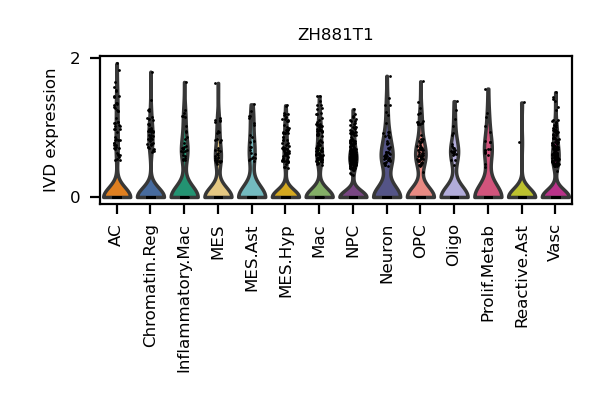 ZH881T1
IVD expression
2
0
AC
Chromatin.Reg
Inflammatory.Mac
MES
MES.Ast
MES.Hyp
Mac
NPC
Neuron
OPC
Oligo
Prolif.Metab
Reactive.Ast
Vasc